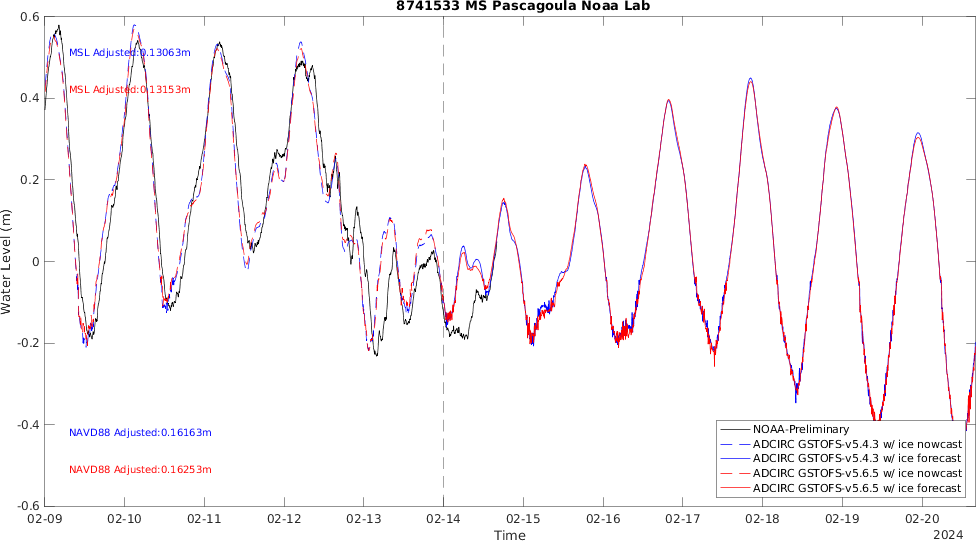 8741533 MS Pascagoula Noaa Lab
0.6
0.4
0.2
0
-0.2
-0.4
-0.6
Water Level (m)
MSL Adjusted:0.13063m
MSL Adjusted:0.13153m
NAVD88 Adjusted:0.16163m
NAVD88 Adjusted:0.16253m
NOAA-Preliminary
ADCIRC GSTOFS-v5.4.3 w/ ice nowcast
ADCIRC GSTOFS-v5.4.3 w/ ice forecast
ADCIRC GSTOFS-v5.6.5 w/ ice nowcast
ADCIRC GSTOFS-v5.6.5 w/ ice forecast
02-09 02-10 02-11 02-12 02-13 02-14 02-15 02-16 02-17 02-18 02-19 02-20
Time
2024